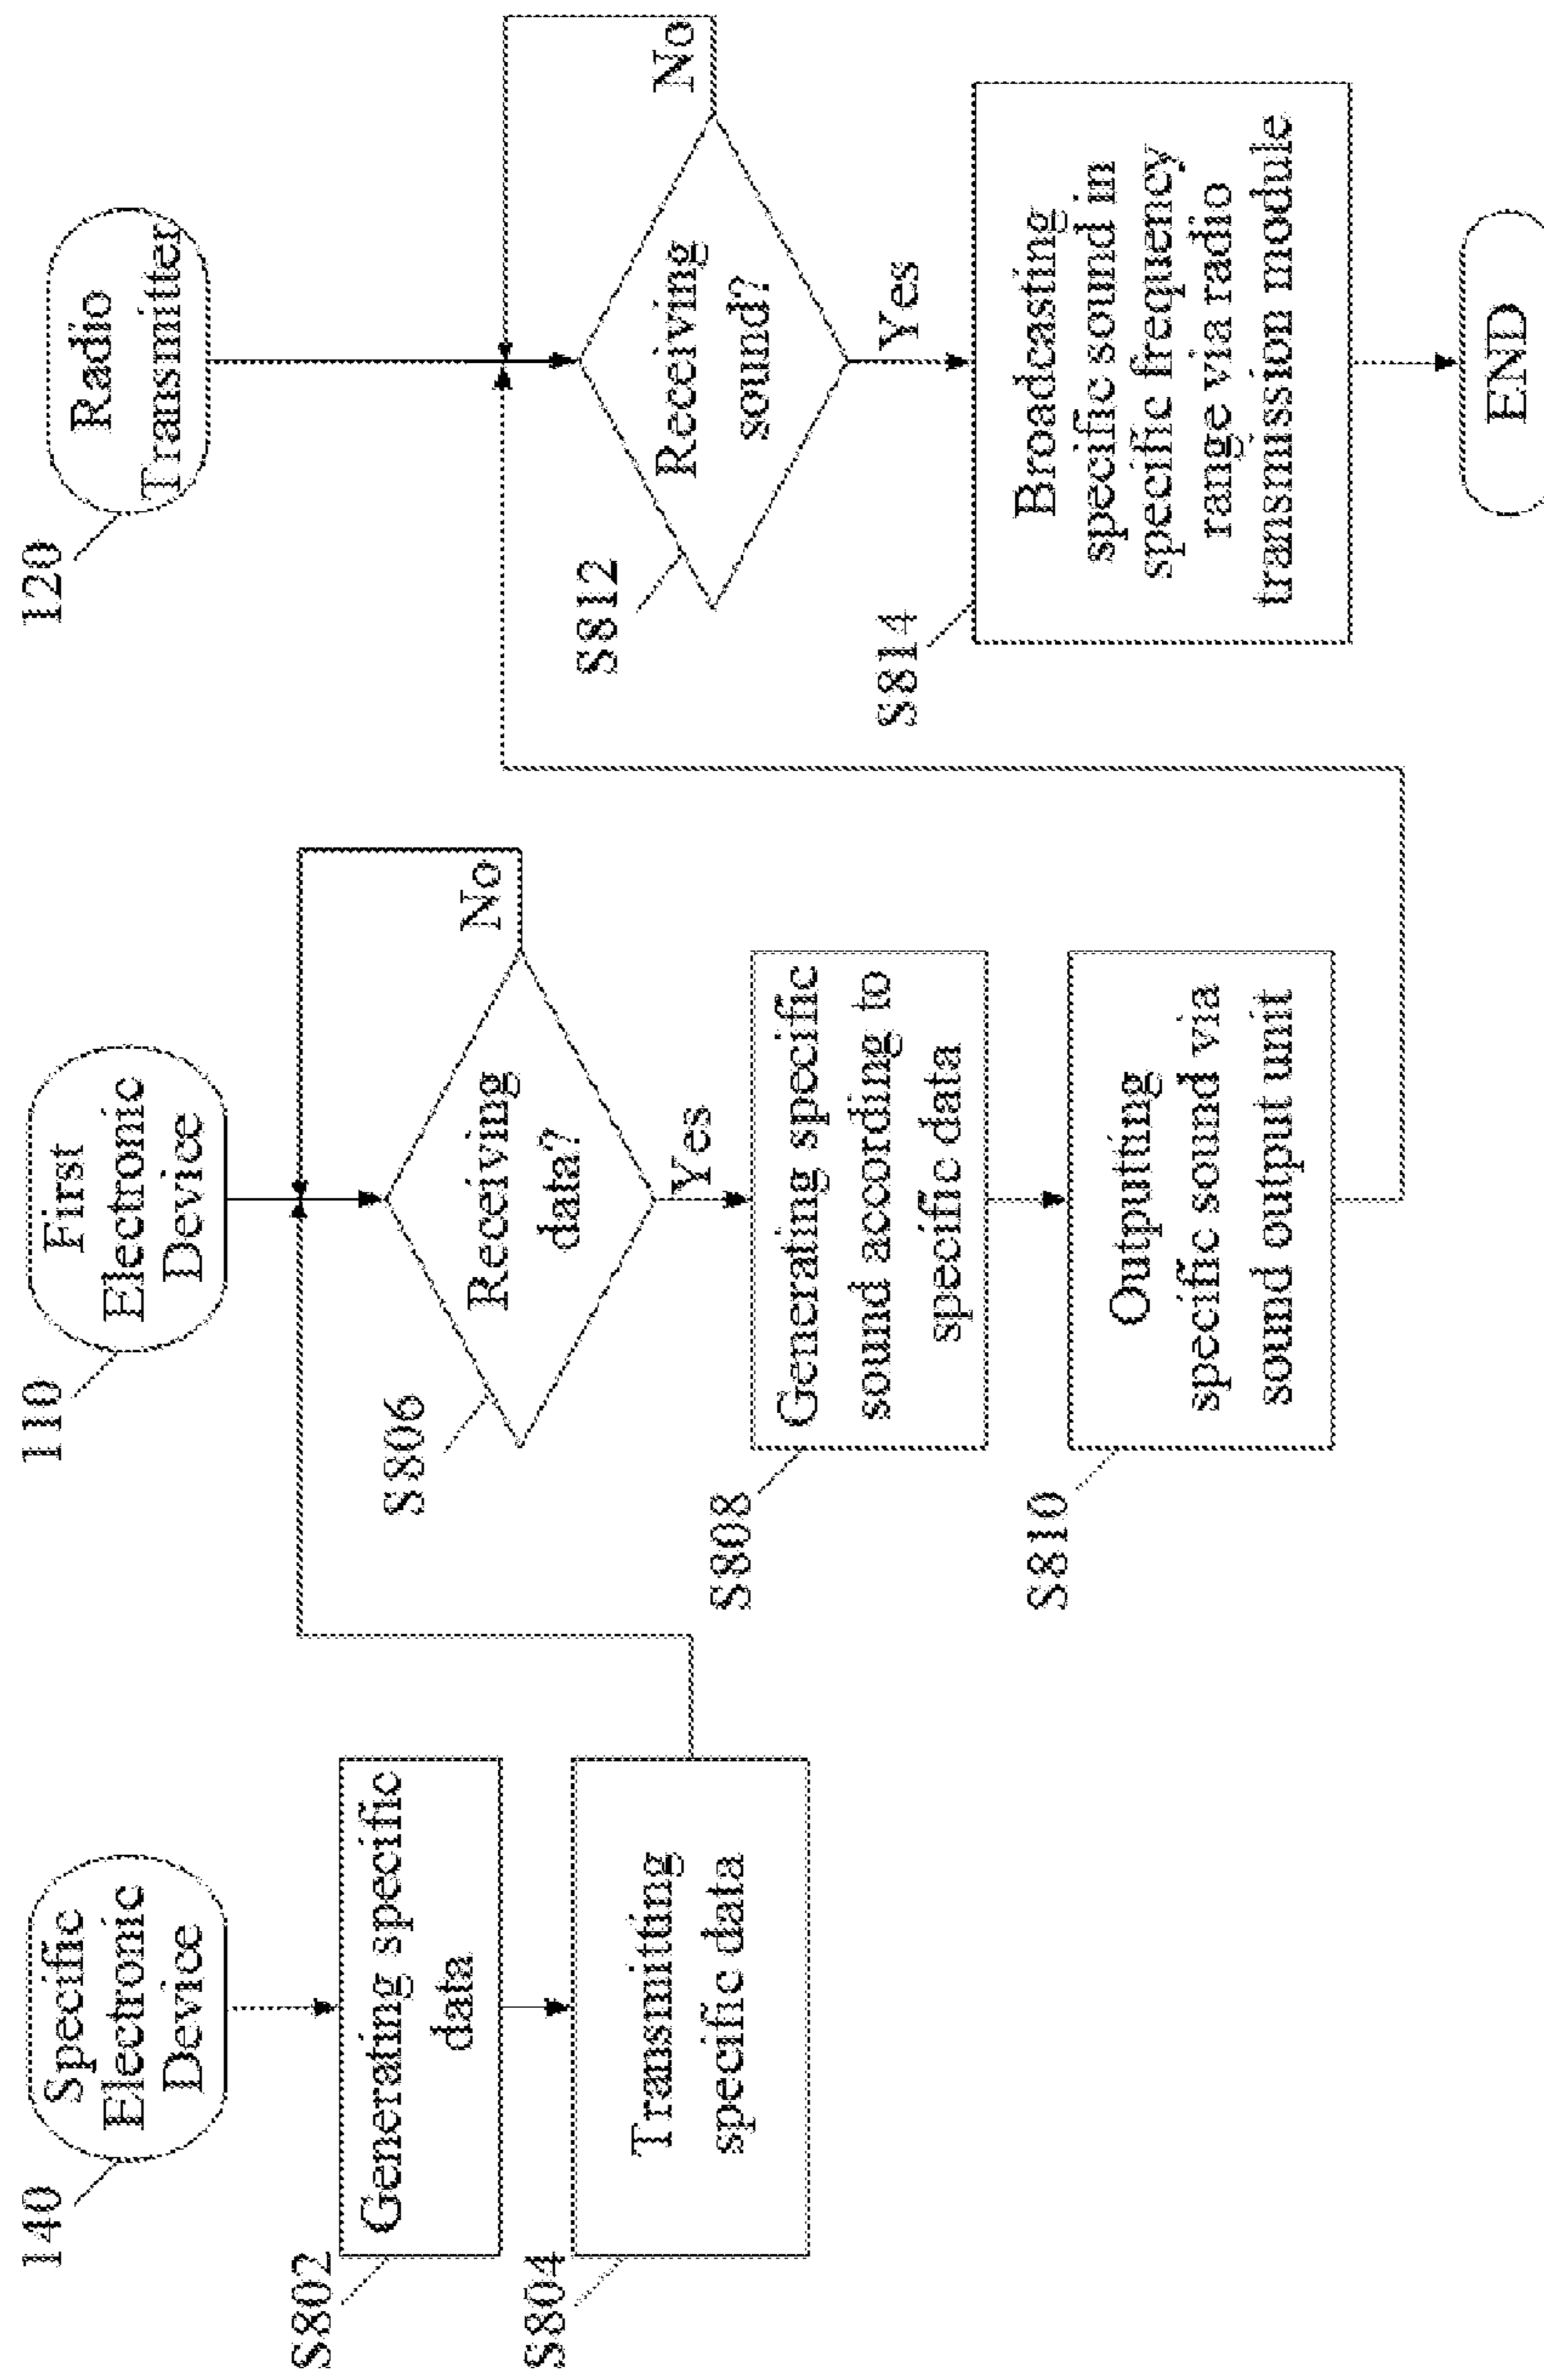 140
Specific
Electronic
Device
S802
Generating specific
data
S804
Transmitting
specific data
110
First
Electronic
Device
S806
Receiving
data?
No
Yes
S808
Generating specific
sound according to
specific data
S810
Outputting
specific sound via
sound output unit
120
Radio
Transmitter
S812
Receiving
sound?
No
Yes
S814
Broadcasting
specific sound in
specific frequency
range via radio
transmission module
END